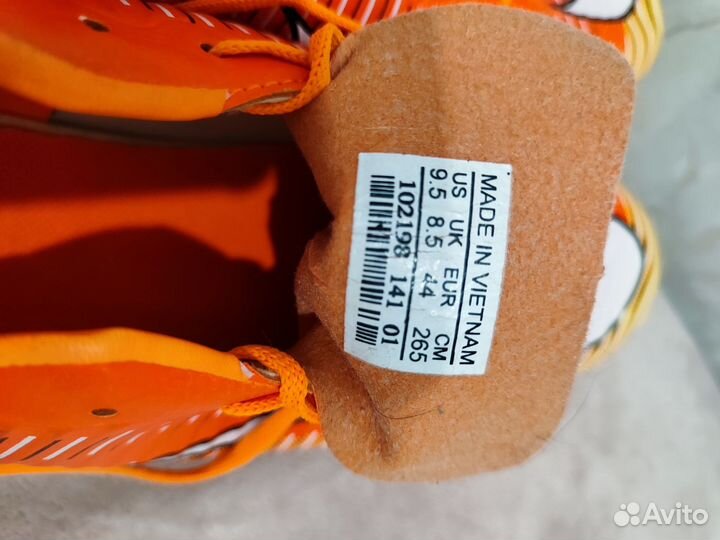 MADE IN VIETNAM
US UK EUR CM
9.5 8.5 44 265
102198 141 01
Avito